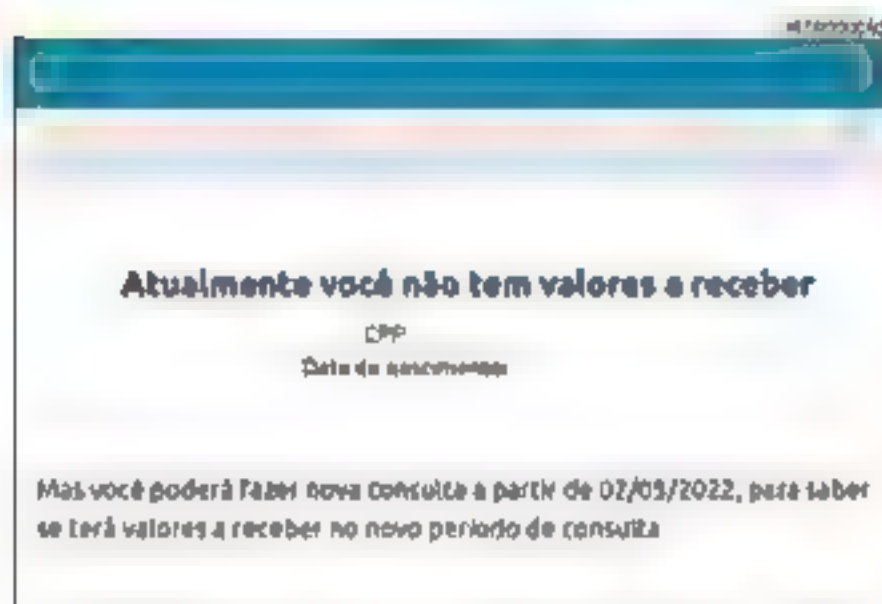 Atualmente você não tem valores a receber
CPF
Data de nascimento
Mas você poderá fazer nova consulta a partir de 02/05/2022, para saber
se terá valores a receber no novo período de consulta